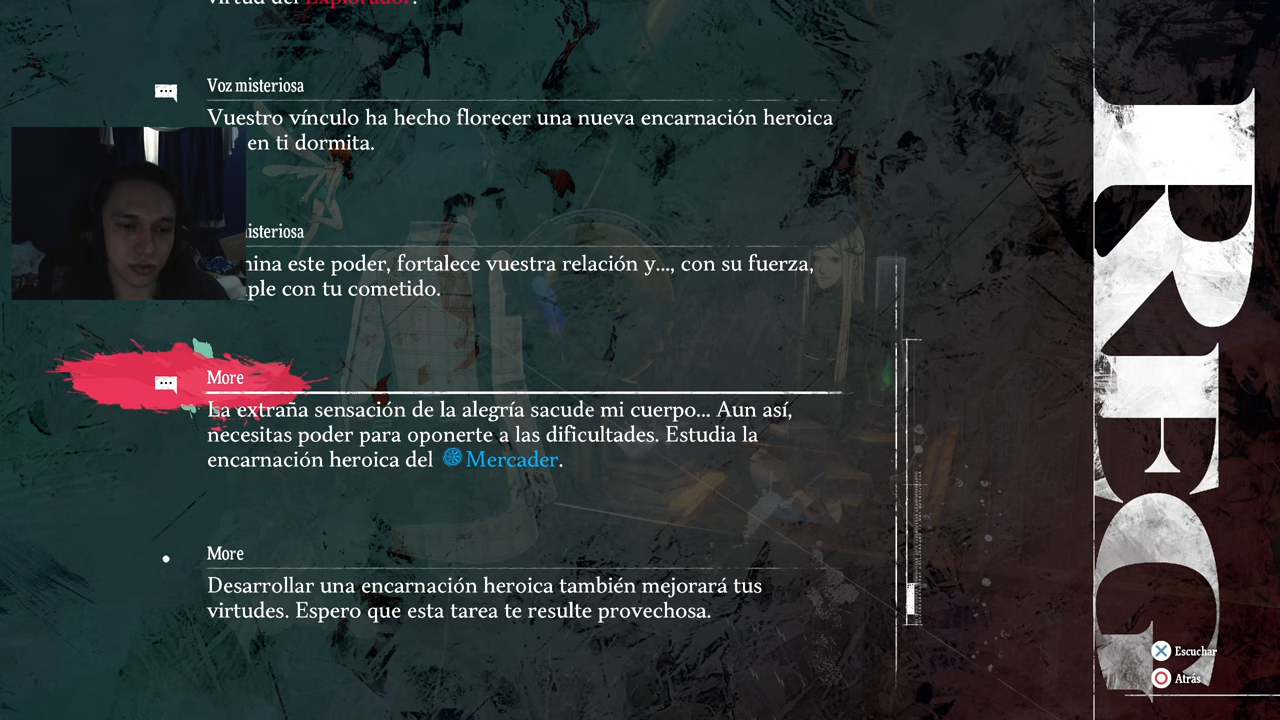 virtud del Explorador.
Voz misteriosa
Vuestro vínculo ha hecho florecer una nueva encarnación heroica
en ti dormita.
este poder, fortalece vuestra relación y..., con su fuerza,
con tu cometido.
More
La extraña sensación de la alegría sacude mi cuerpo... Aun así,
necesitas poder para oponerte a las dificultades. Estudia la
encarnación heroica del Mercader.
More
Desarrollar una encarnación heroica también mejorará tus
virtudes. Espero que esta tarea te resulte provechosa.
Escuchar
Atrás